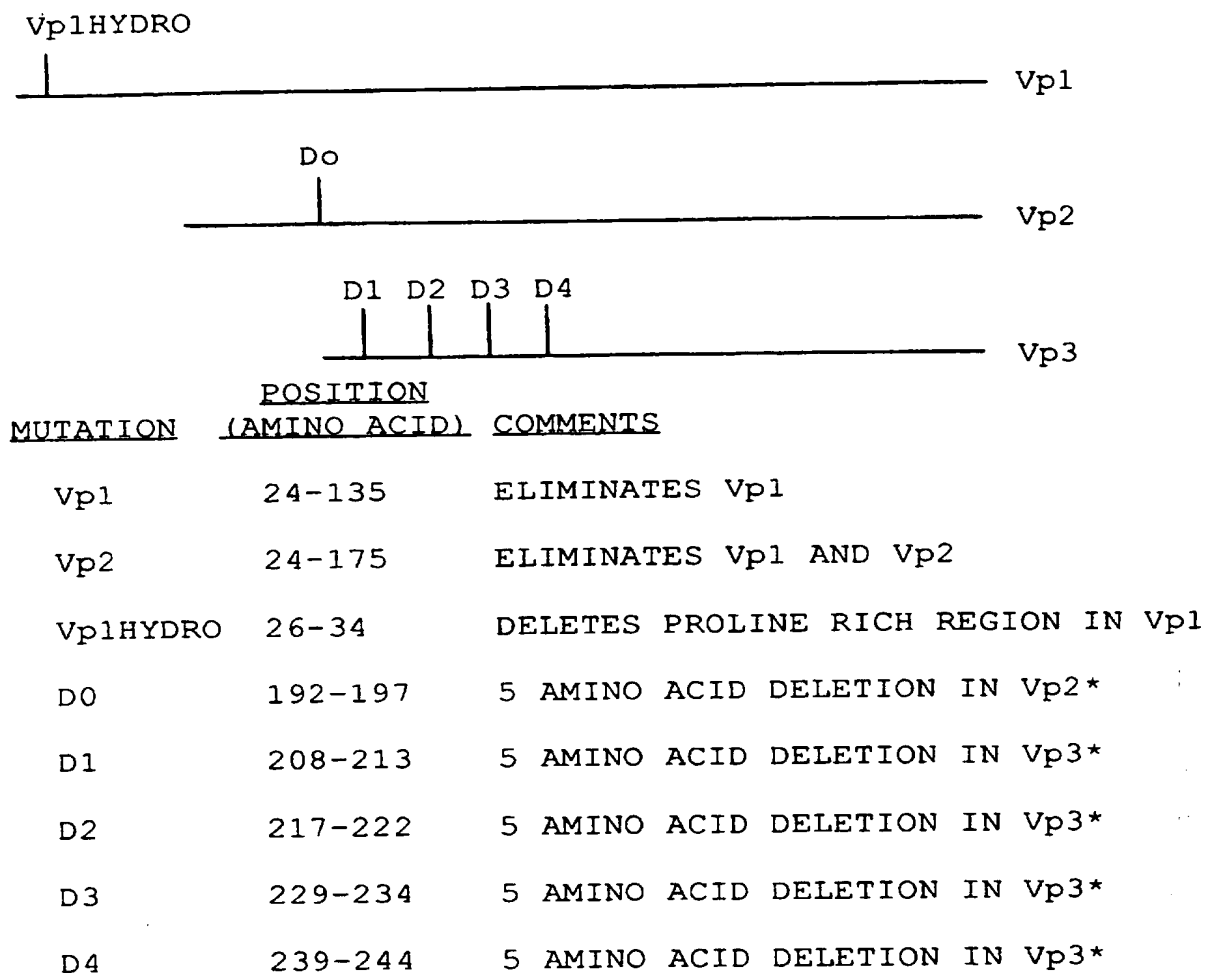 Vp1HYDRO
Vp1
Do
Vp2
D1 D2 D3 D4
Vp3
POSITION
MUTATION (AMINO ACID) COMMENTS
Vp1 24-135 ELIMINATES Vp1
Vp2 24-175 ELIMINATES Vp1 AND Vp2
Vp1HYDRO 26-34 DELETES PROLINE RICH REGION IN Vp1
D0 192-197 5 AMINO ACID DELETION IN Vp2*
D1 208-213 5 AMINO ACID DELETION IN Vp3*
D2 217-222 5 AMINO ACID DELETION IN Vp3*
D3 229-234 5 AMINO ACID DELETION IN Vp3*
D4 239-244 5 AMINO ACID DELETION IN Vp3*